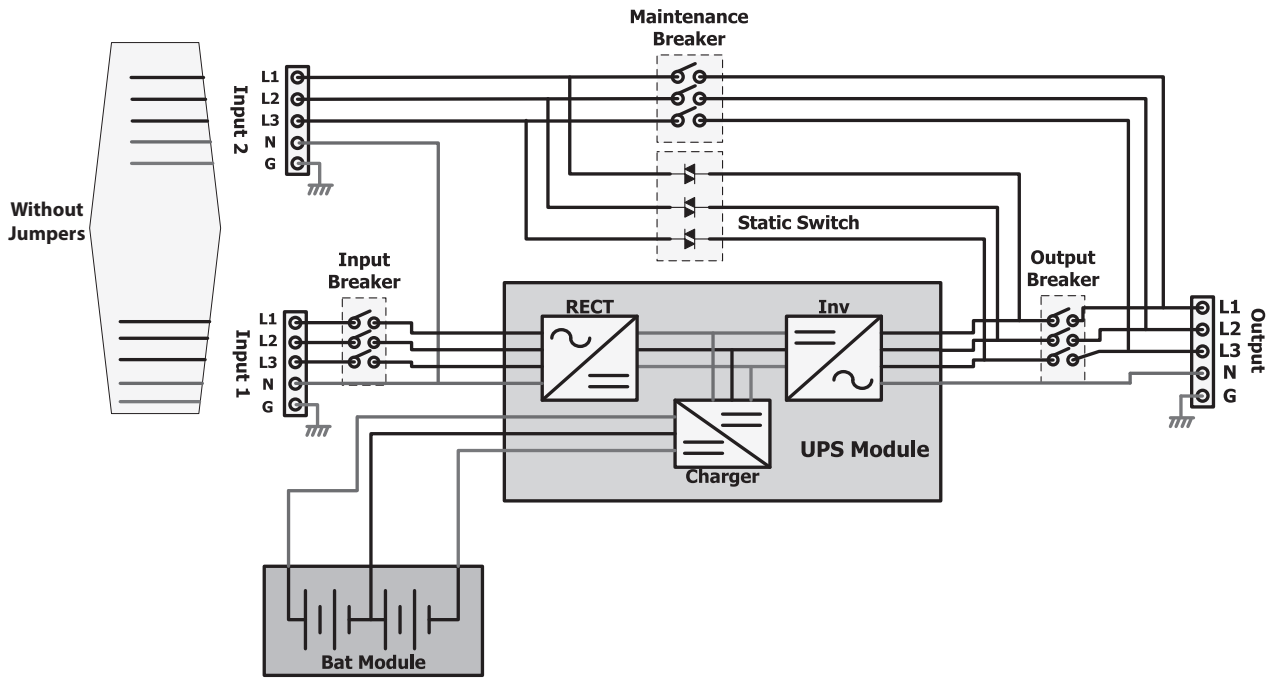 Maintenance
Breaker
L1
L2
L3
N
G
Input 2
Without
Jumpers
Static Switch
Input
Breaker
Output
Breaker
L1
L2
L3
N
G
Input 1
RECT
Inv
Charger
UPS Module
L1
L2
L3
N
G
Output
Bat Module